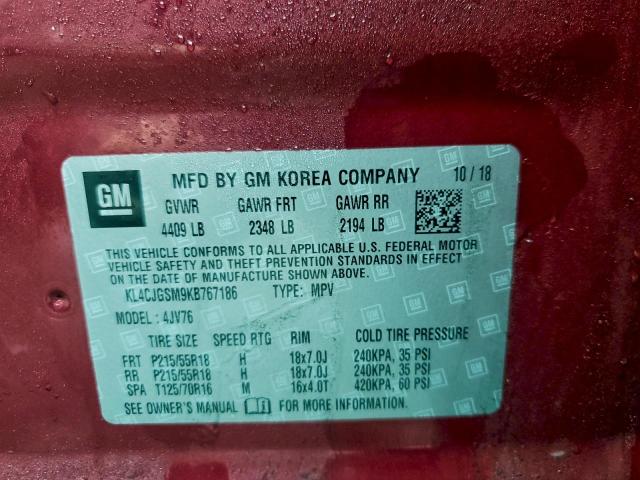 GM MFD BY GM KOREA COMPANY 10/18
GVWR GAWR FRT GAWR RR
4409 LB 2348 LB 2194 LB
THIS VEHICLE CONFORMS TO ALL APPLICABLE U.S. FEDERAL MOTOR
VEHICLE SAFETY AND THEFT PREVENTION STANDARDS IN EFFECT
ON THE DATE OF MANUFACTURE SHOWN ABOVE.
KL4CJGSM9KB767186 TYPE: MPV
MODEL: 4JV76
TIRE SIZE SPEED RTG RIM COLD TIRE PRESSURE
FRT P215/55R18 H 18x7.0J 240KPA, 35 PSI
RR P215/55R18 H 18x7.0J 240KPA, 35 PSI
SPA T125/70R16 M 16x4.0T 420KPA, 60 PSI
SEE OWNER'S MANUAL FOR MORE INFORMATION.